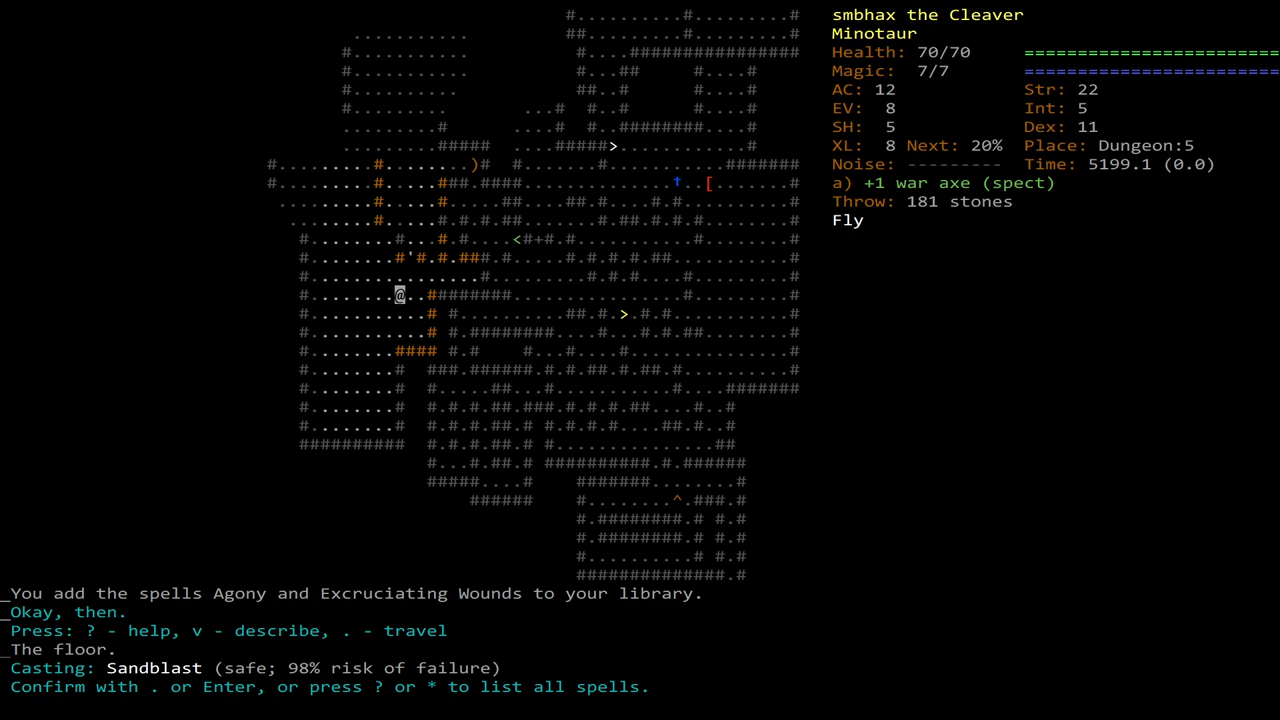 smbhax the Cleaver
Minotaur
Health: 70/70 ========================
Magic: 7/7 ========================
AC: 12 Str: 22
EV: 8 Int: 5
SH: 5 Dex: 11
XL: 8 Next: 20% Place: Dungeon:5
Noise: --------- Time: 5199.1 (0.0)
a) +1 war axe (spect)
Throw: 181 stones
Fly
_You add the spells Agony and Excruciating Wounds to your library.
_Okay, then.
Press: ? - help, v - describe, . - travel
_The floor.
Casting: Sandblast (safe; 98% risk of failure)
Confirm with . or Enter, or press ? or * to list all spells.